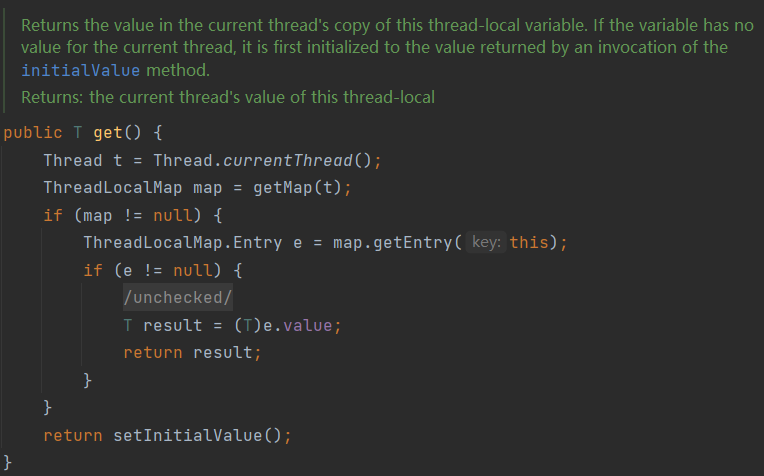 Returns the value in the current thread's copy of this thread-local variable. If the variable has no
value for the current thread, it is first initialized to the value returned by an invocation of the
initialValue method.
Returns: the current thread's value of this thread-local
public T get() {
    Thread t = Thread.currentThread();
    ThreadLocalMap map = getMap(t);
    if (map != null) {
        ThreadLocalMap.Entry e = map.getEntry( key: this);
        if (e != null) {
            /unchecked/
            T result = (T)e.value;
            return result;
        }
    }
    return setInitialValue();
}